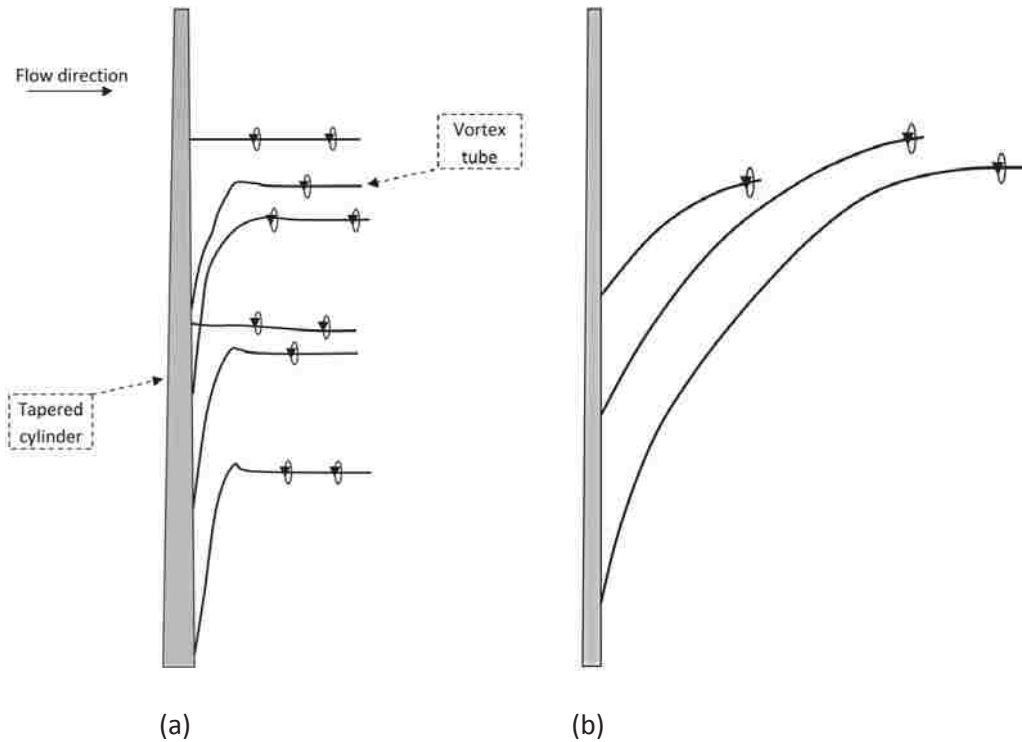 Flow direction
Vortex
tube
Tapered
cylinder
(a)
(b)